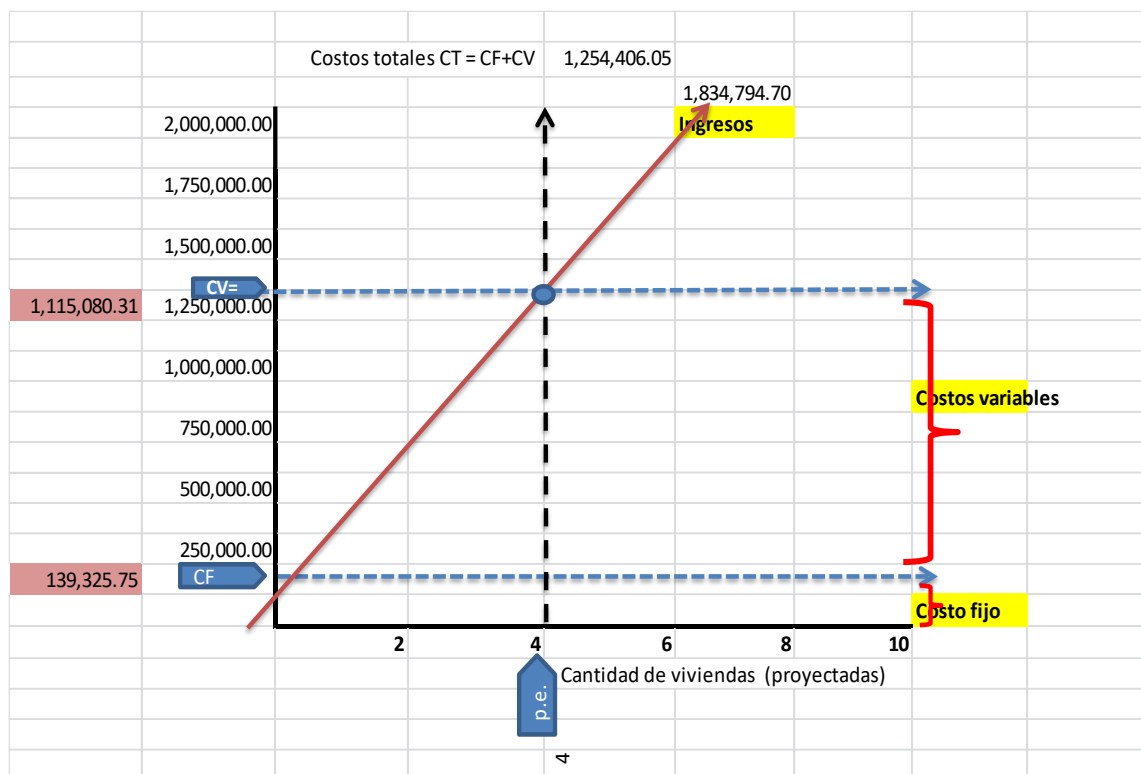 Costos totales CT = CF+CV 1,254,406.05
1,834,794.70
Ingresos
2,000,000.00
1,750,000.00
1,500,000.00
CV=
1,115,080.31 1,250,000.00
1,000,000.00
Costos variables
750,000.00
500,000.00
250,000.00
139,325.75 CF
Costo fijo
2 4 6 8 10
Cantidad de viviendas (proyectadas)
p.e.
4